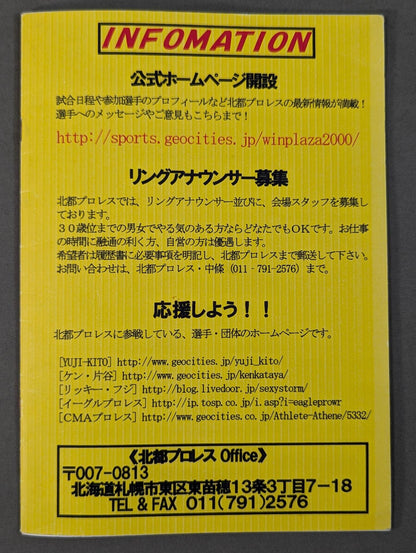 INFOMATION
公式ホームページ開設
試合日程や参加選手のプロフィールなど北都プロレスの最新情報が満載！
選手へのメッセージやご意見もこちらまで！
http://sports.geocities.jp/winplaza2000/
リングアナウンサー募集
北都プロレスでは、リングアナウンサー並びに、会場スタッフを募集し
ております。
３０歳位までの男女でやる気のある方ならどなたでもOKです。お仕事
の時間に融通の利く方、自営の方は優遇します。
希望者は履歴書に必要事項を明記し、北都プロレスまで郵送して下さい。
お問い合わせは、北都プロレス・中條（011-791-2576）まで。
応援しよう！！
北都プロレスに参戦している、選手・団体のホームページです。
[YUJI-KITO] http://www.geocities.jp/yuji_kito/
[ケン・片谷] http://www.geocities.jp/kenkataya/
[リッキー・フジ] http://blog.livedoor.jp/sexystorm/
[イーグルプロレス] http://ip.tosp.co.jp/i.asp?i=eagleprowr
[CMAプロレス] http://www.geocities.co.jp/Athlete-Athene/5332/
《北都プロレス Office》
〒007-0813
北海道札幌市東区東苗穂13条3丁目7－18
TEL & FAX 011(791)2576